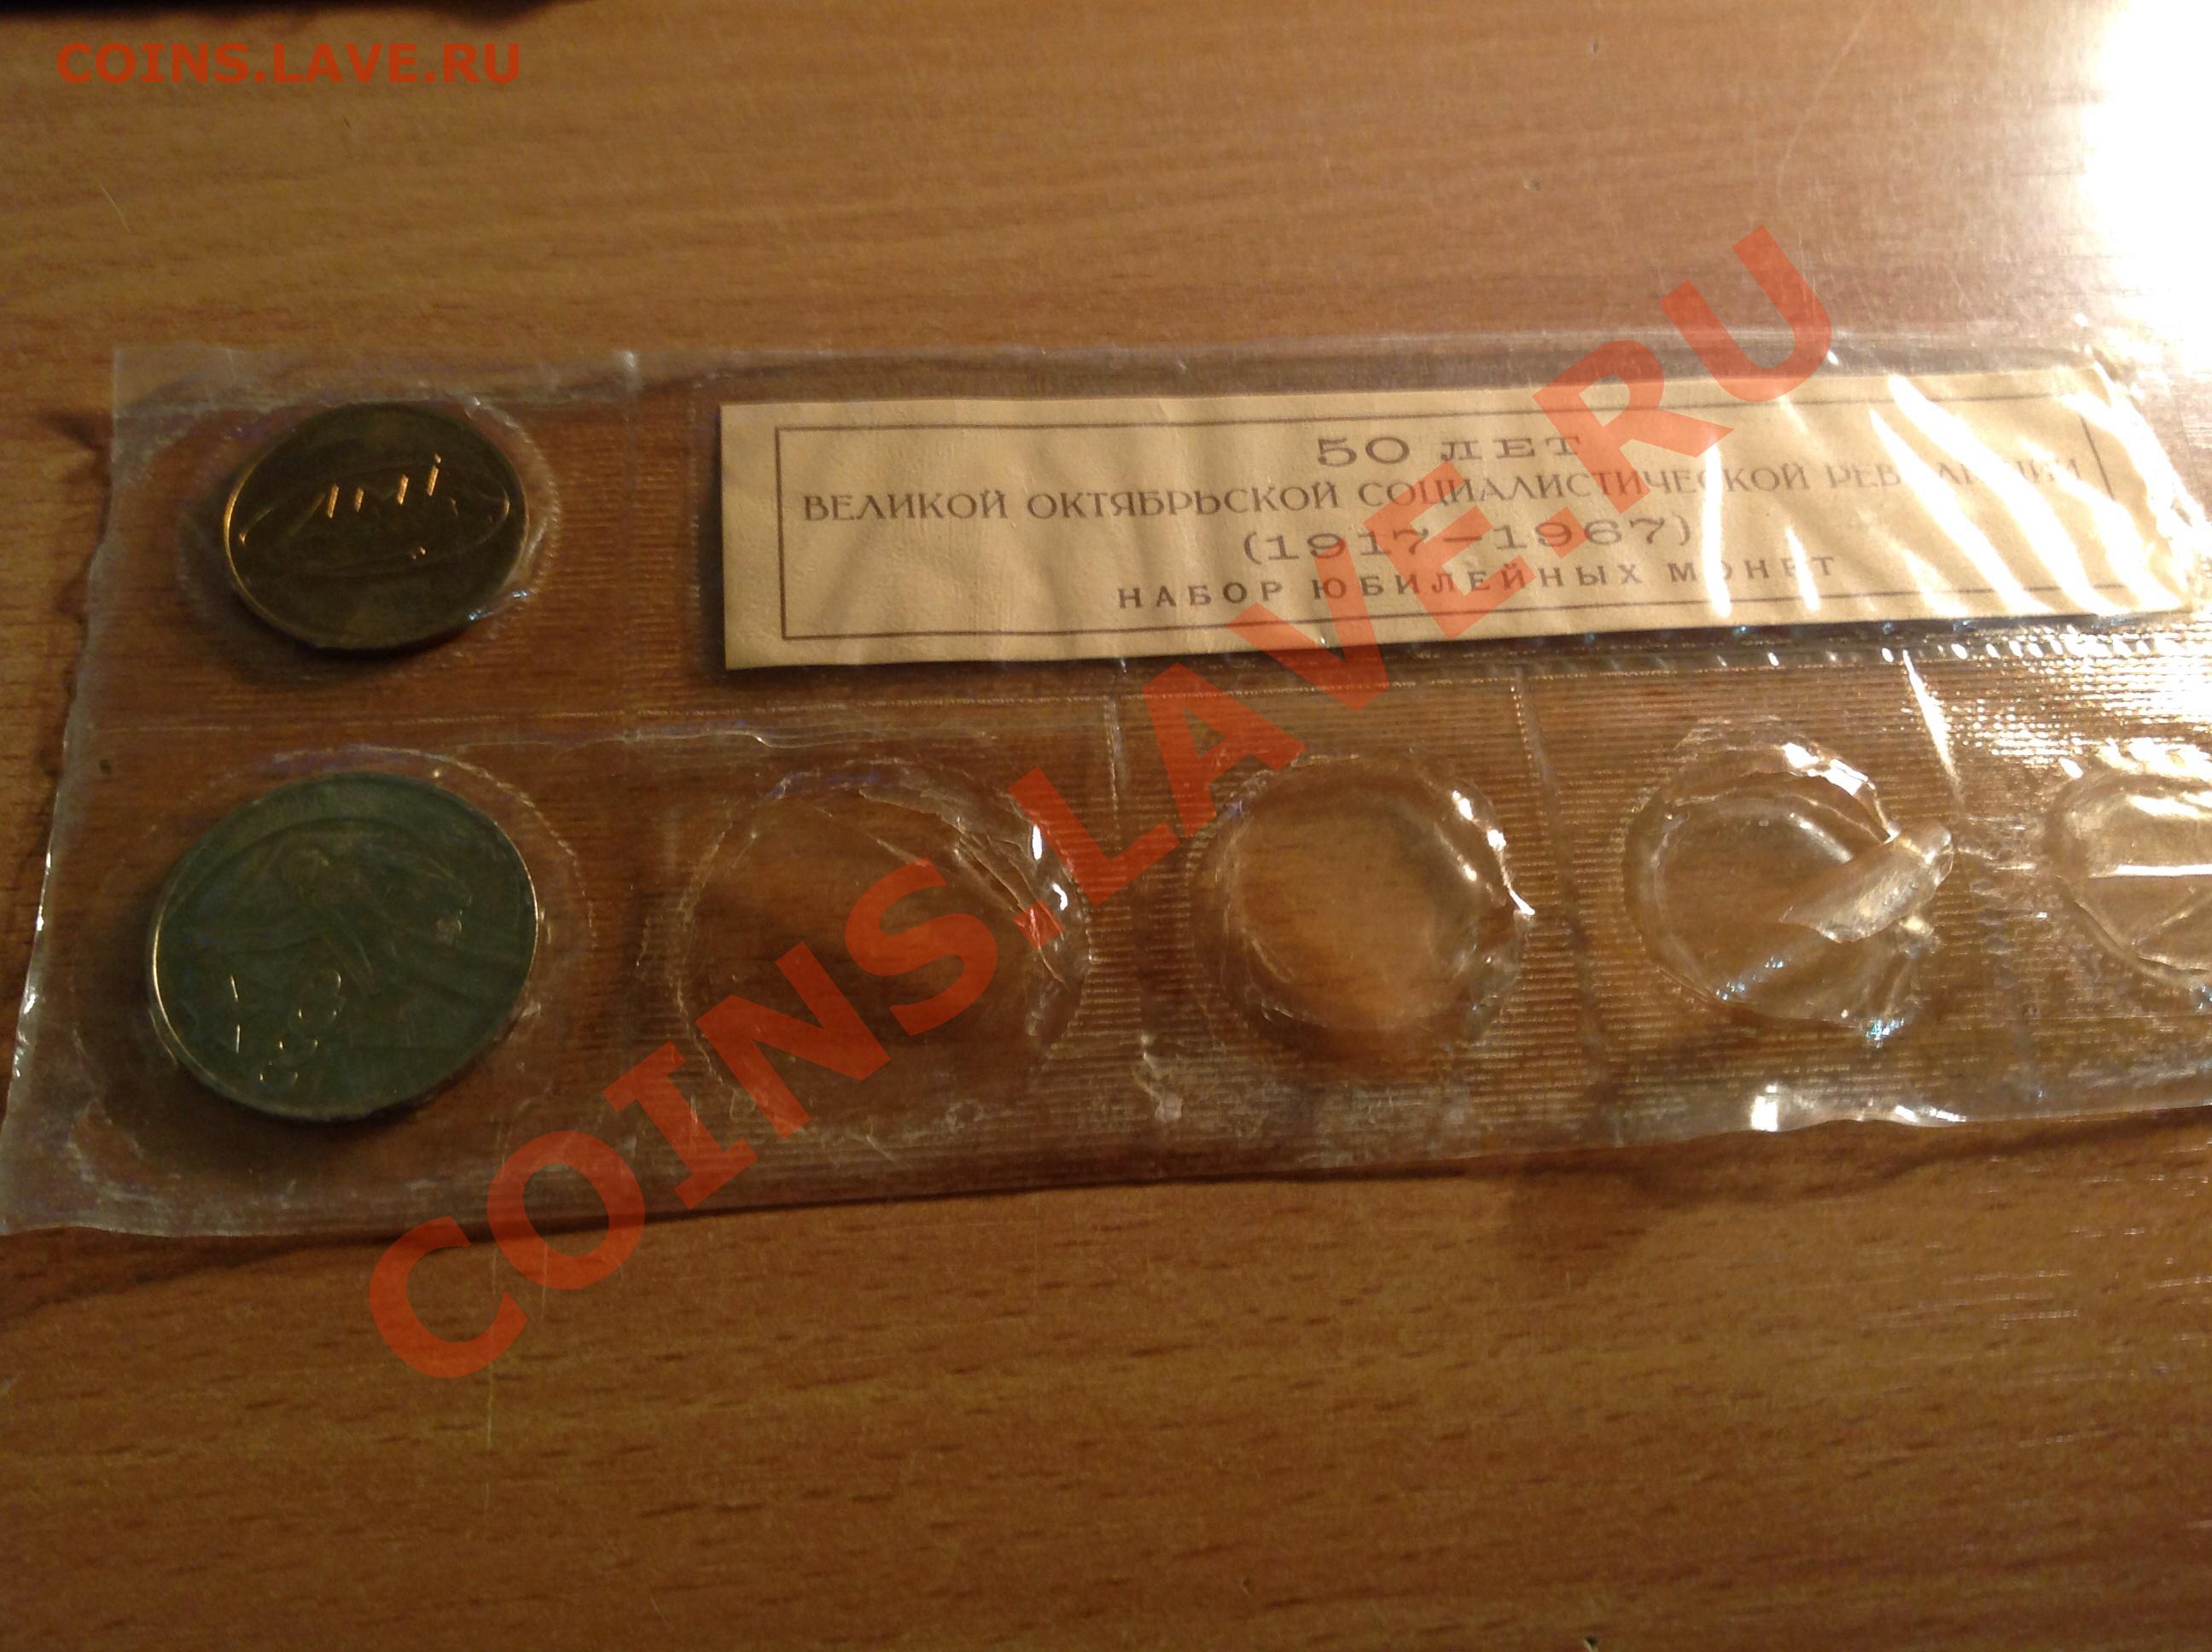 COINS.LAVE.RU
50 ЛЕТ
ВЕЛИКОЙ ОКТЯБРЬСКОЙ СОЦИАЛИСТИЧЕСКОЙ
(1917—1967)
НАБОР ЮБИЛЕЙНЫХ МОНЕТ
COINS.LAVE.RU